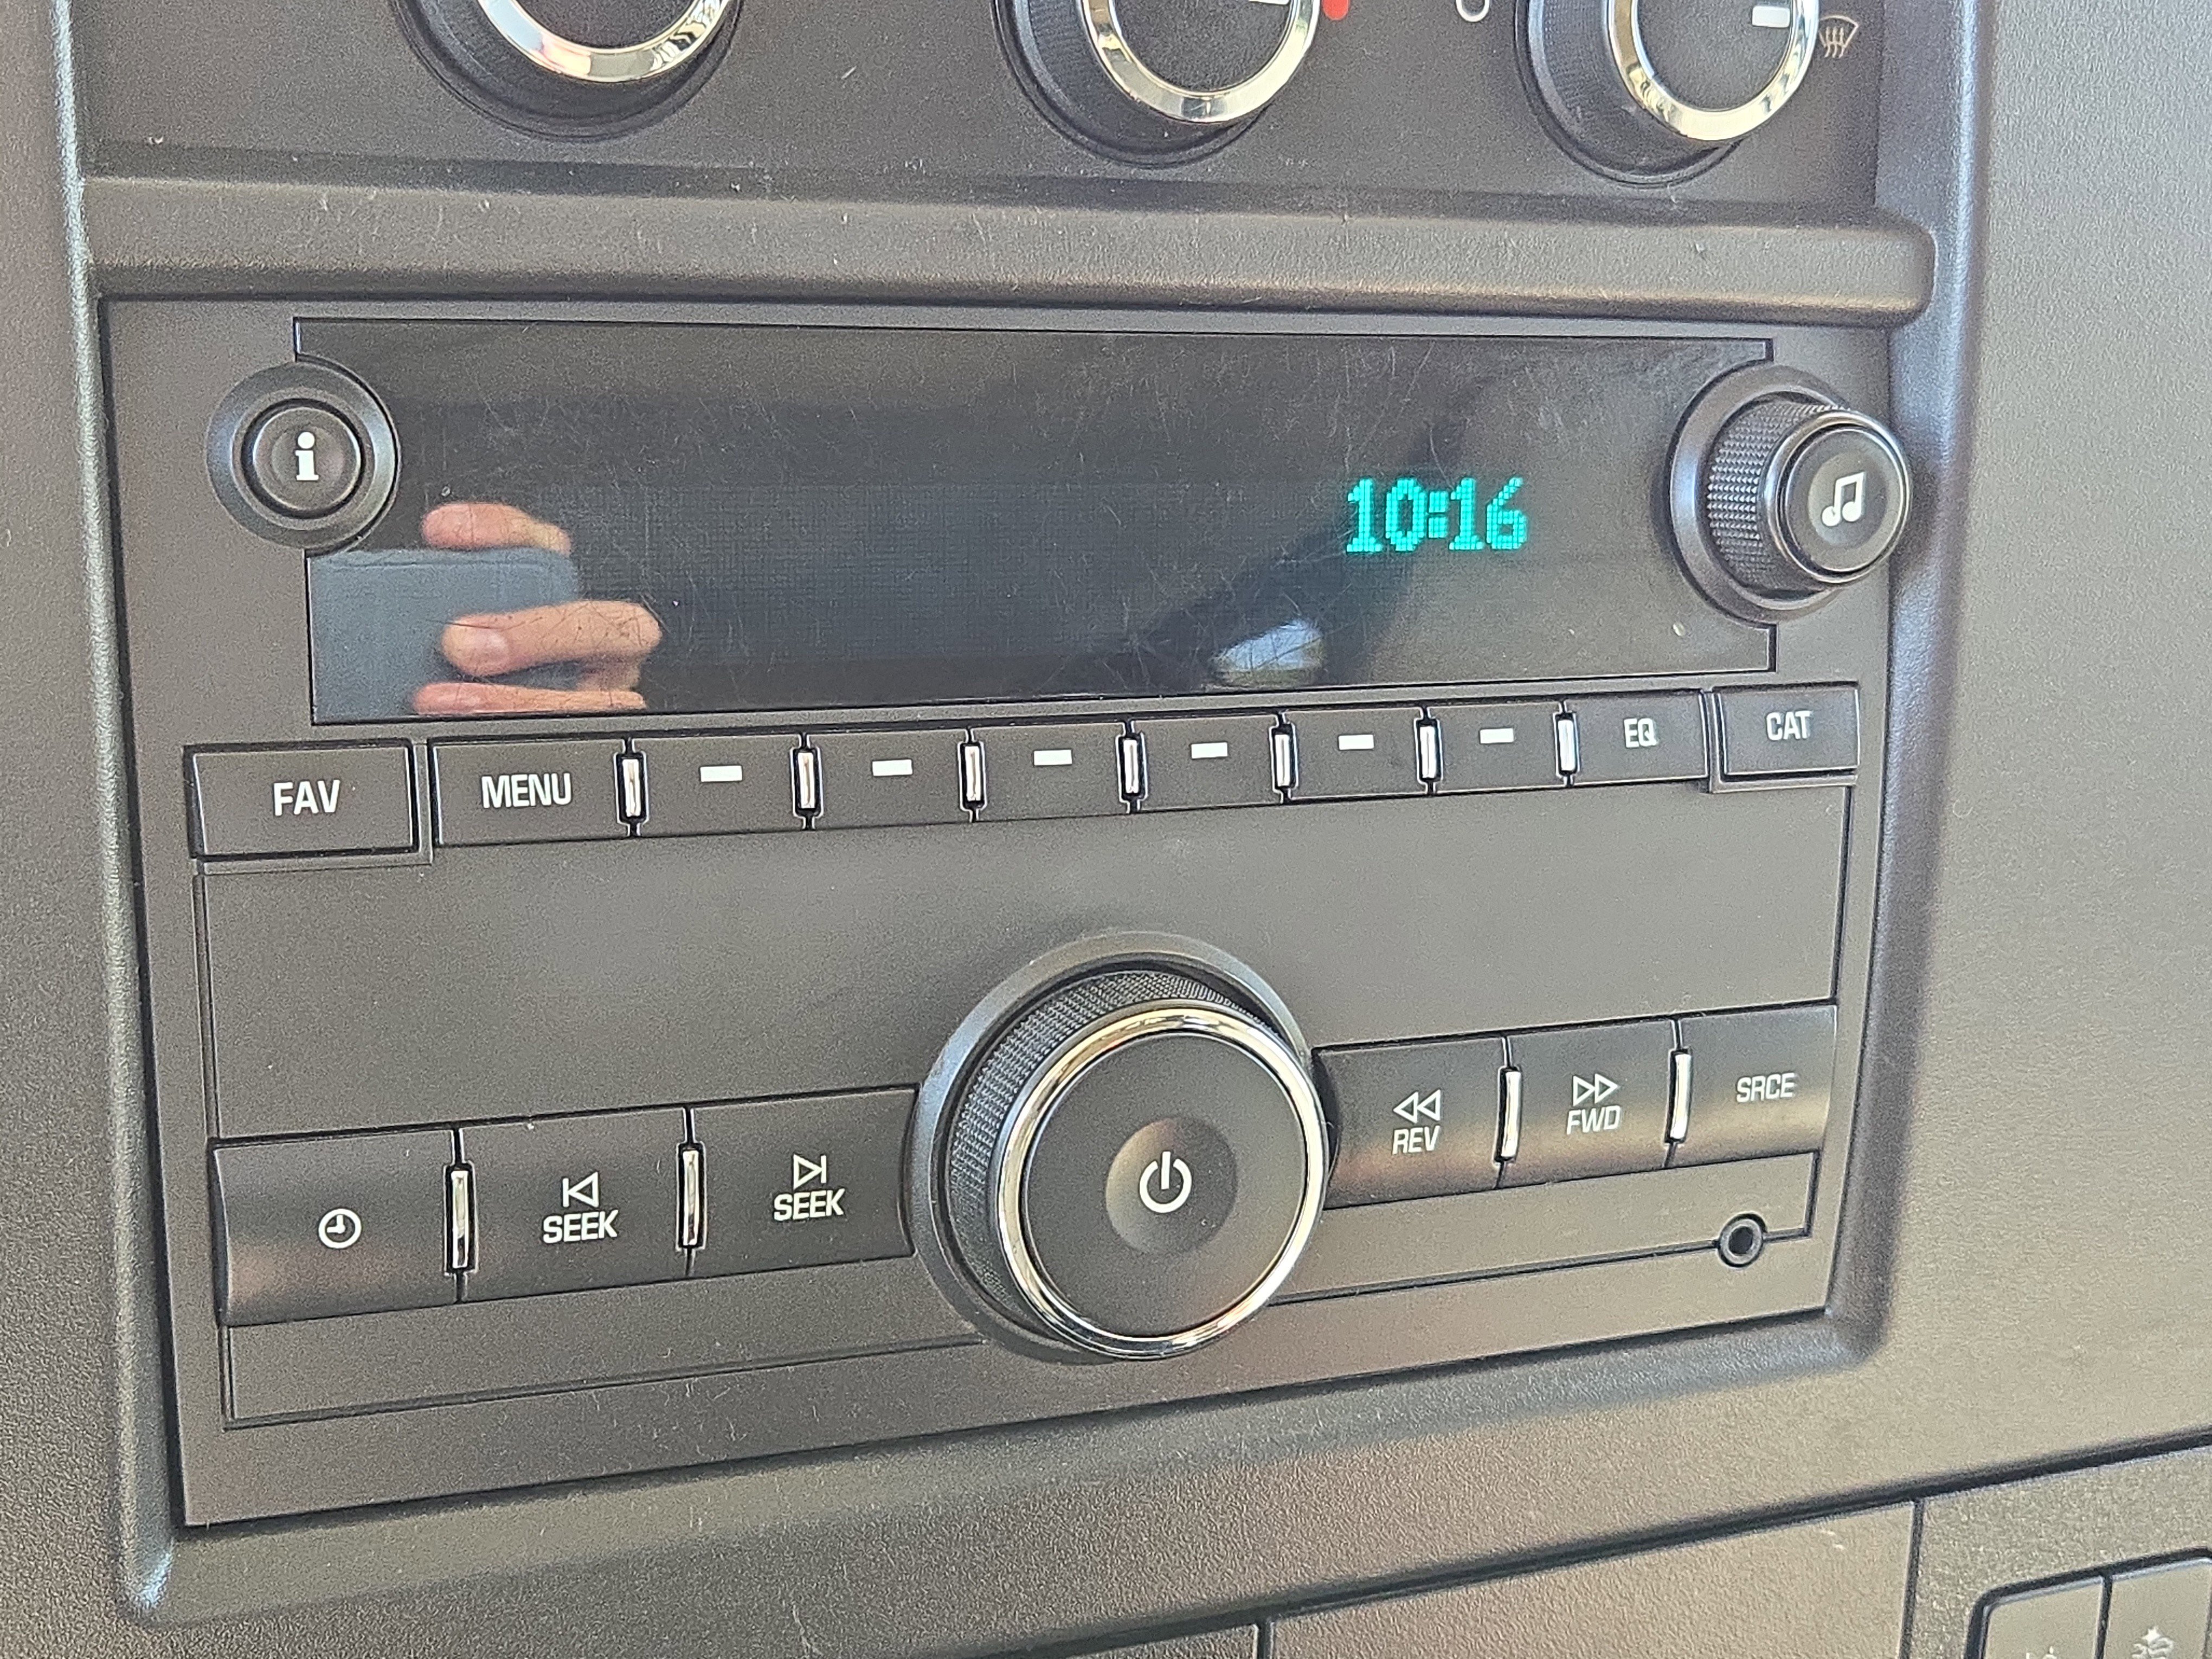 i
10:16
FAV
MENU
EQ
CAT
SEEK
SEEK
REV
FWD
SRCE